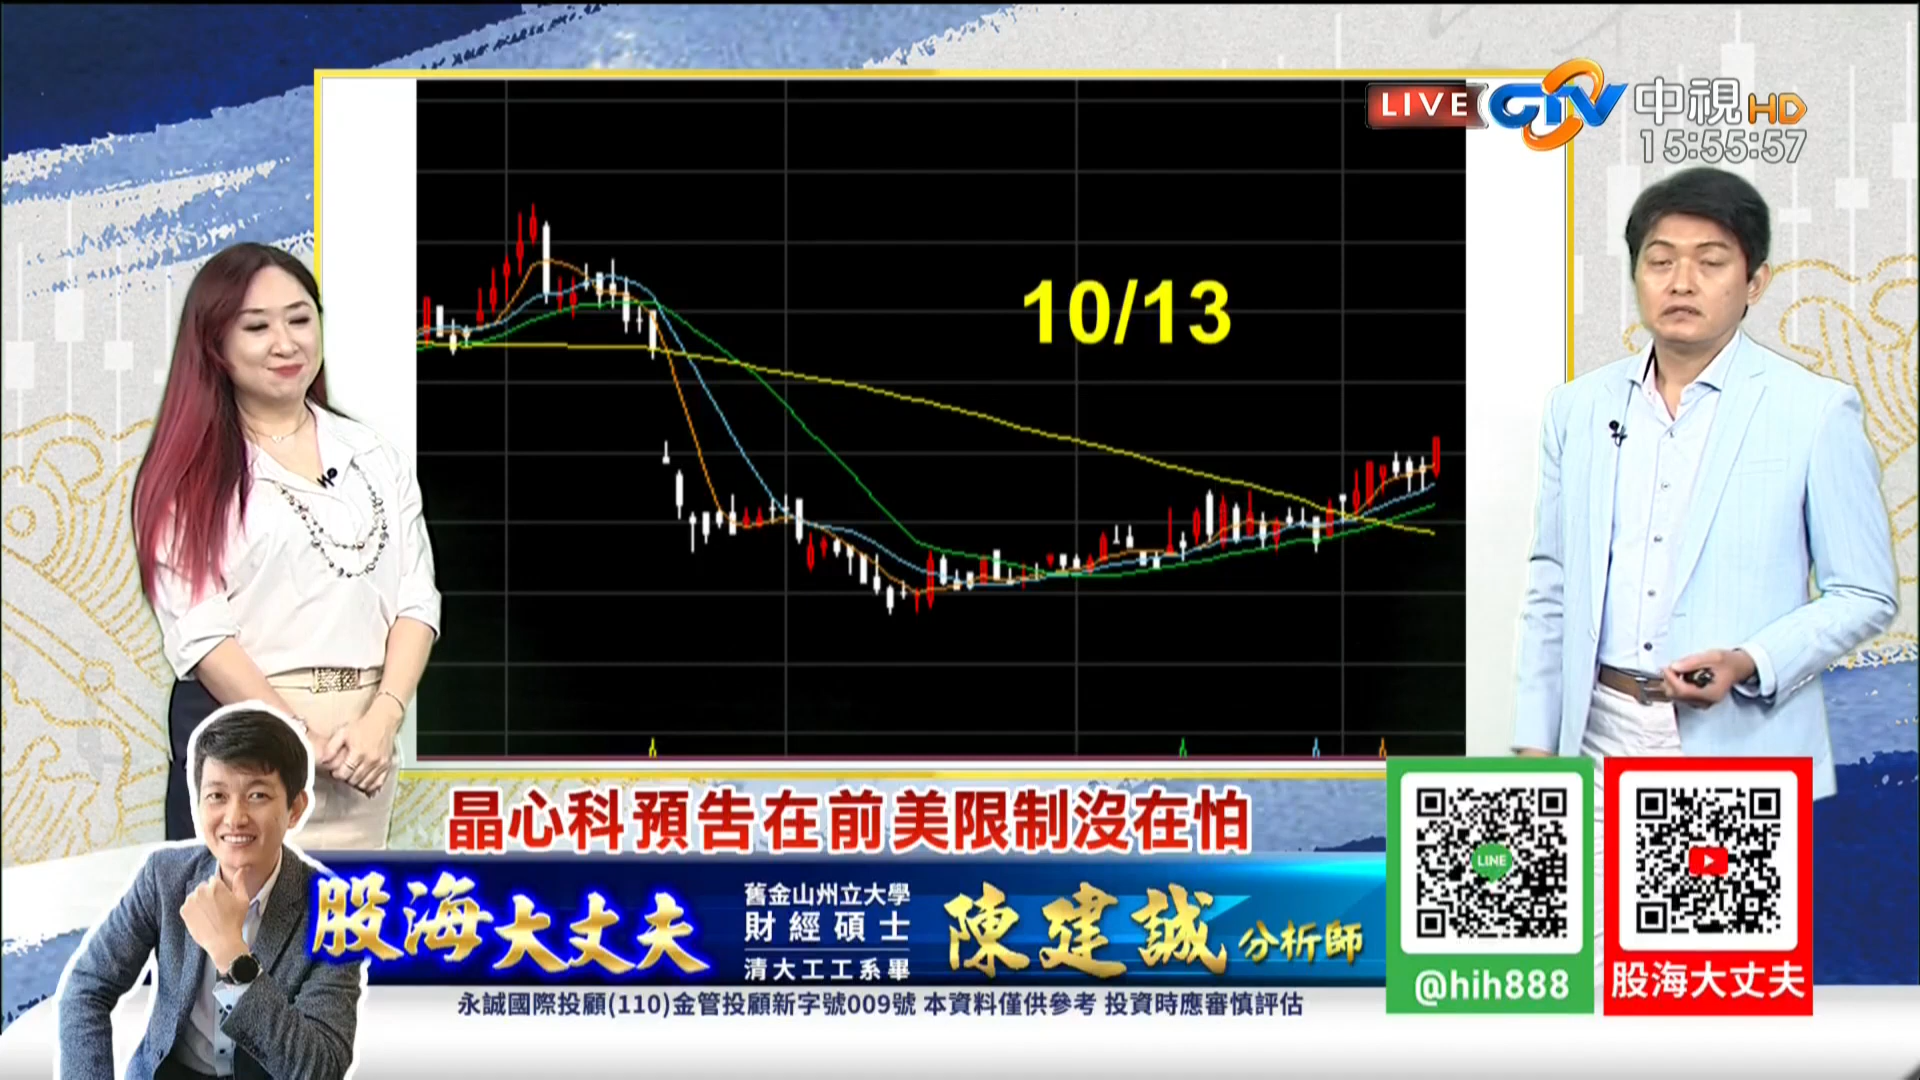 LIVE CTV 中視HD
15:55:57
10/13
晶心科預告在前美限制沒在怕
股海大丈夫
舊金山州立大學
財經碩士
清大工工系畢
陳建誠 分析師
永誠國際投顧(110)金管投顧新字號009號 本資料僅供參考 投資時應審慎評估
LINE
@hih888
股海大丈夫